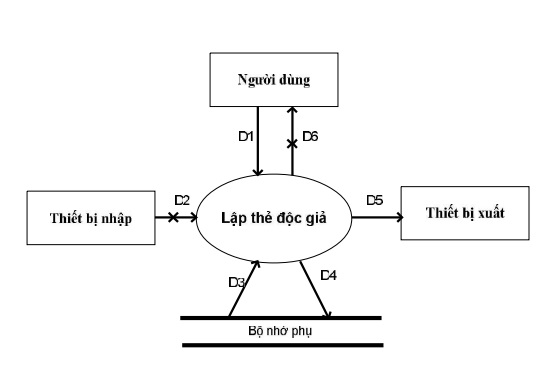 Người dùng
D1
D6
D2
D5
Thiết bị nhập
Lập thẻ độc giả
Thiết bị xuất
D3
D4
Bộ nhớ phụ